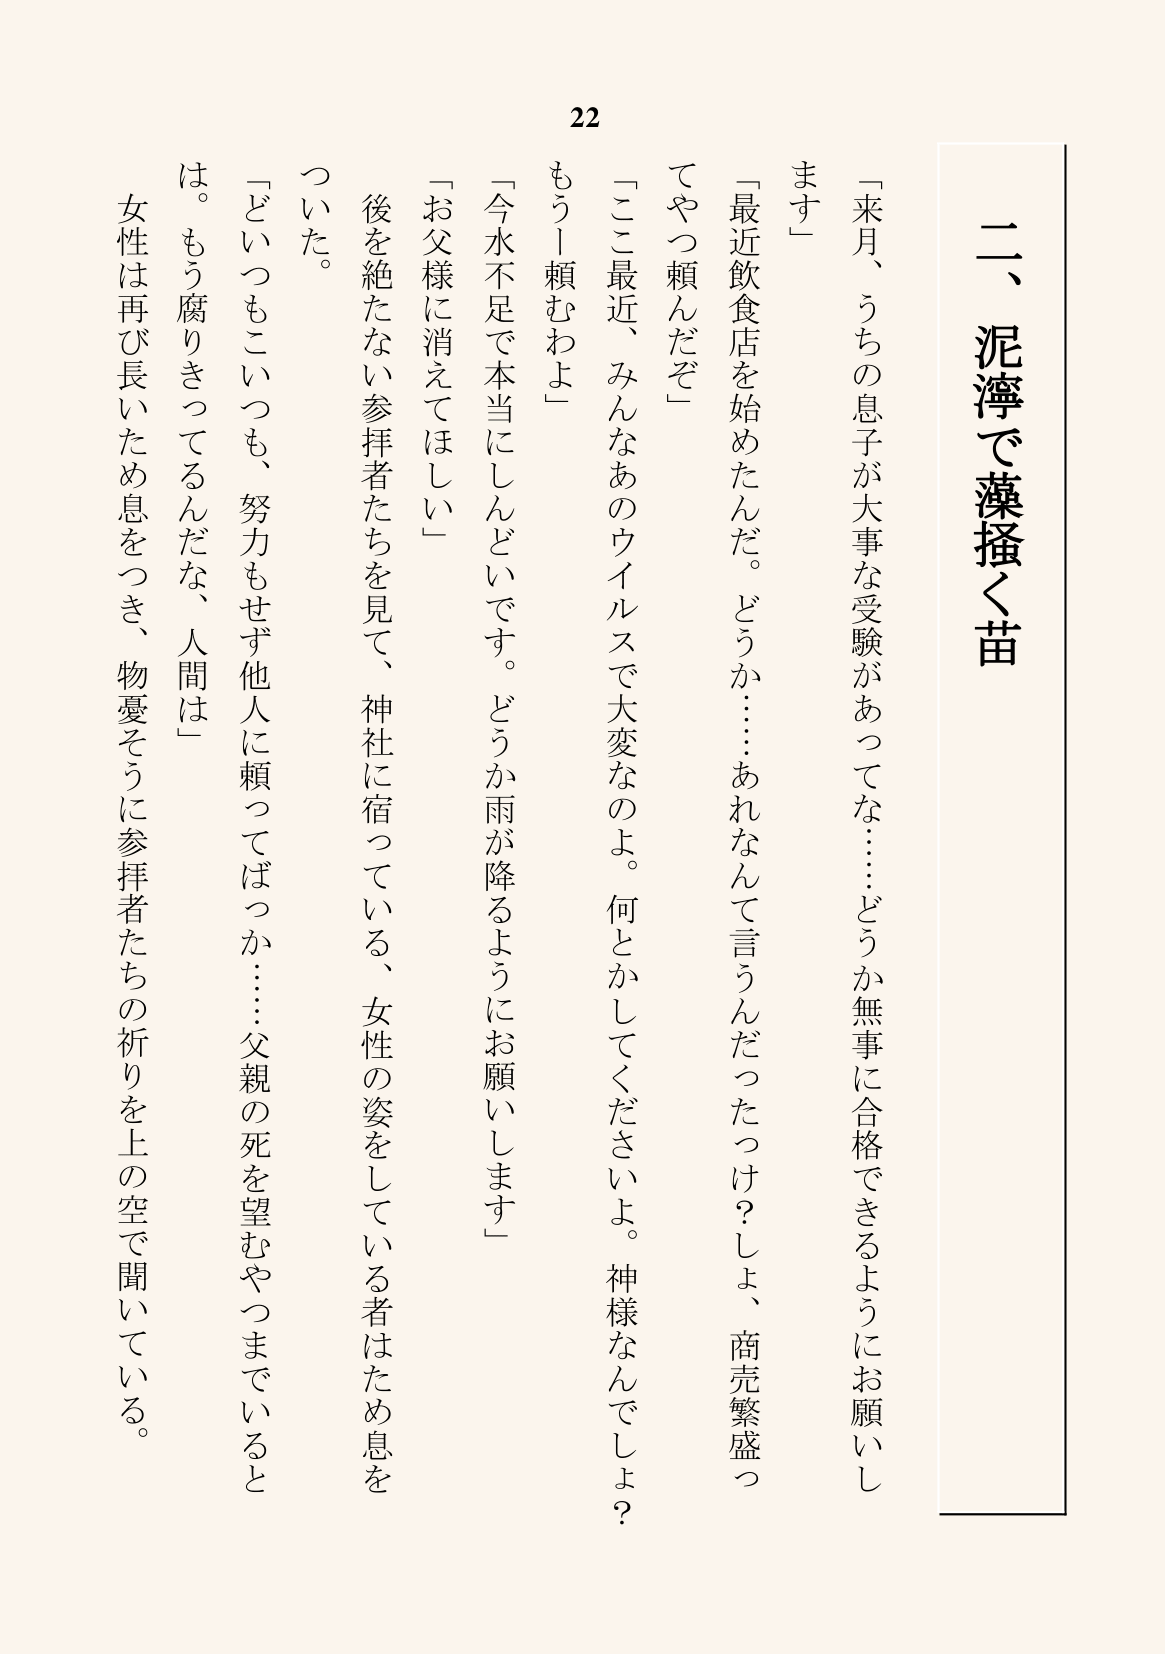 22
二、泥濘で藻掻く苗
「来月、うちの息子が大事な受験があってな……どうか無事に合格できるようにお願いし
ます」
「最近飲食店を始めたんだ。どうか……あれなんて言うんだったっけ？しょ、商売繁盛っ
てやつ頼んだぞ」
「ここ最近、みんなあのウイルスで大変なのよ。何とかしてくださいよ。神様なんでしょ？
もうー頼むわよ」
「今水不足で本当にしんどいです。どうか雨が降るようにお願いします」
「お父様に消えてほしい」
　後を絶たない参拝者たちを見て、神社に宿っている、女性の姿をしている者はため息を
ついた。
「どいつもこいつも、努力もせず他人に頼ってばっか……父親の死を望むやつまでいると
は。もう腐りきってるんだな、人間は」
　女性は再び長いため息をつき、物憂そうに参拝者たちの祈りを上の空で聞いている。